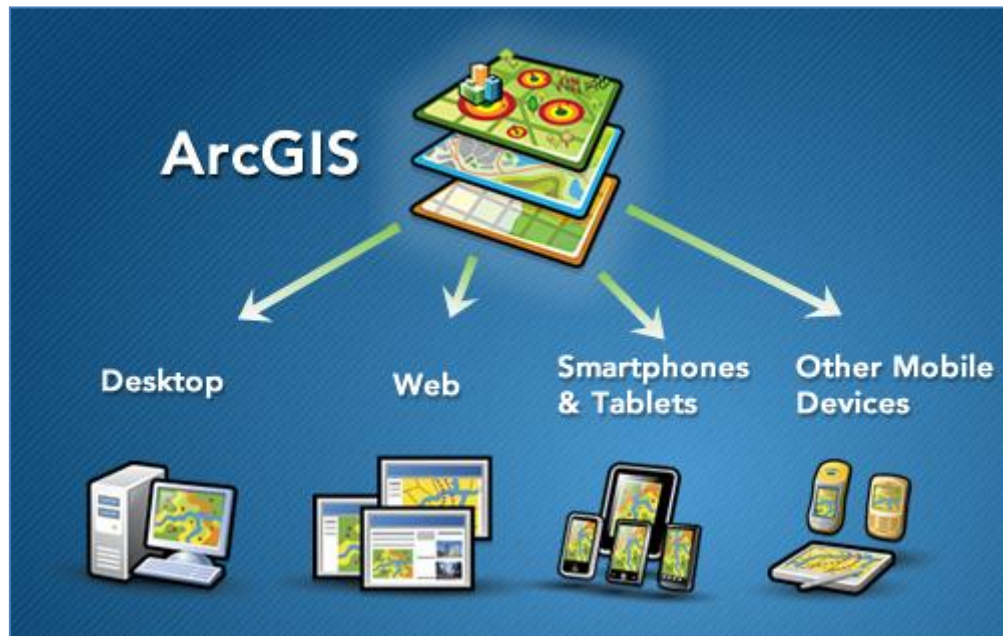 ArcGIS
Desktop
Web
Smartphones
& Tablets
Other Mobile
Devices